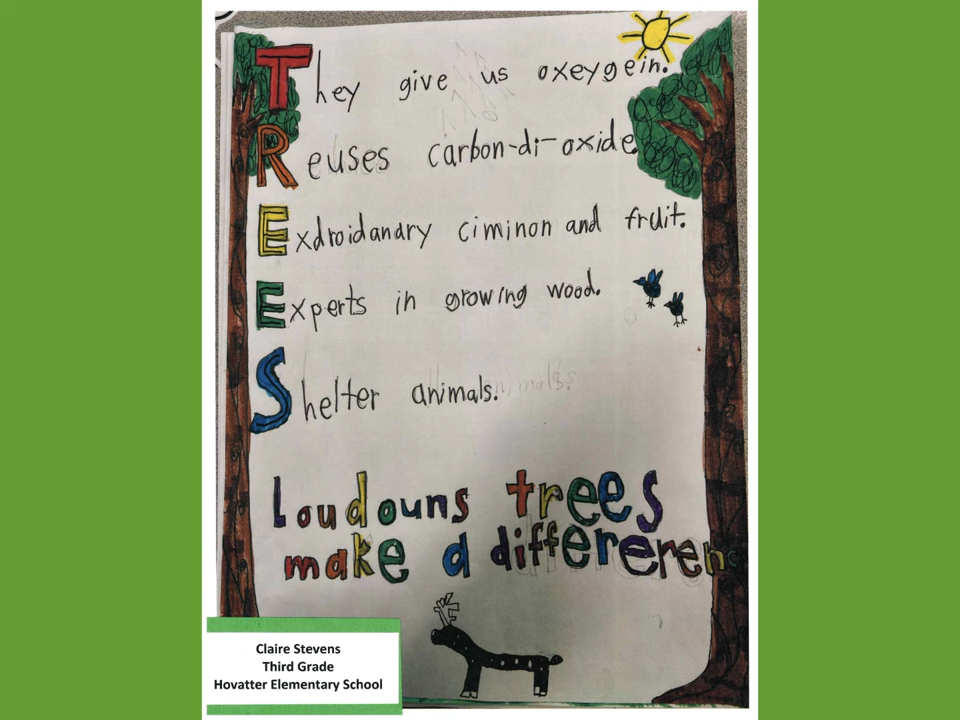 They give us oxeygein.
Reuses carbon-di-oxide.
Exdroidanary ciminon and fruit.
Experts in growing wood.
Shelter animals.
Loudouns trees
make a differerenc
Claire Stevens
Third Grade
Hovatter Elementary School